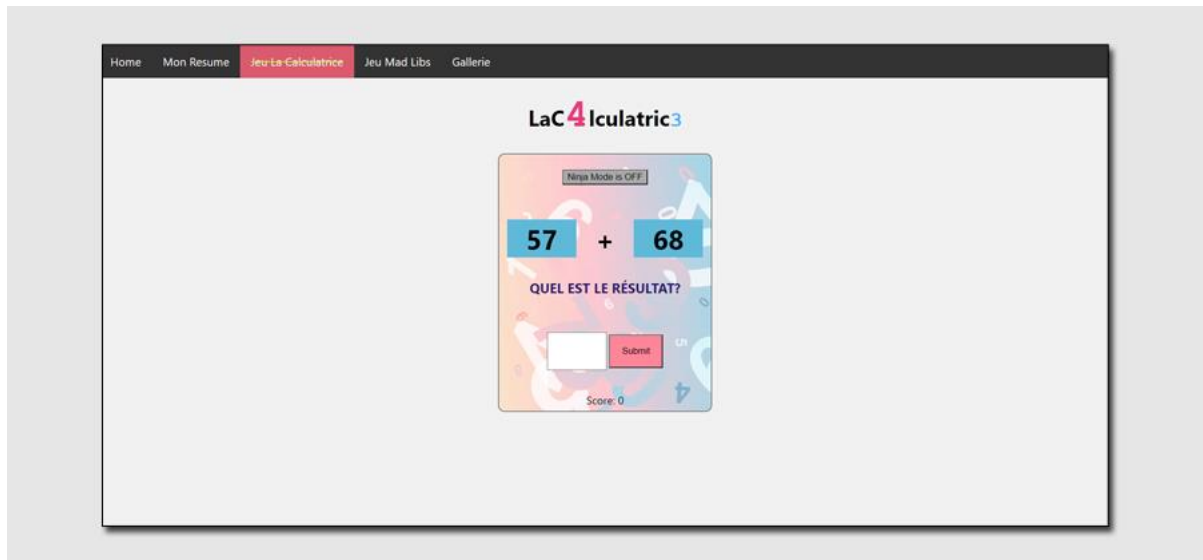 Home Mon Resume Jeu La Calculatrice Jeu Mad Libs Gallerie
LaC4lculatric3
Ninja Mode is OFF
57 + 68
QUEL EST LE RÉSULTAT?
Submit
Score: 0